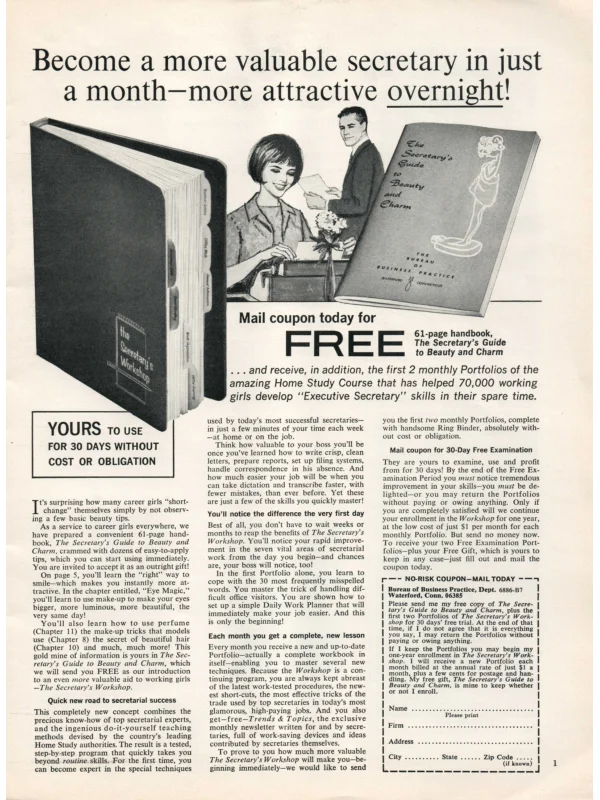 Become a more valuable secretary in just
a month—more attractive overnight!
The
Secretary's
Guide
to
Beauty
and
Charm
THE
BUREAU
OF
BUSINESS PRACTICE
WATERFORD CONNECTICUT
the
Secretary's
Workshop
Mail coupon today for
FREE
61-page handbook,
The Secretary's Guide
to Beauty and Charm
. . . and receive, in addition, the first 2 monthly Portfolios of the
amazing Home Study Course that has helped 70,000 working
girls develop "Executive Secretary" skills in their spare time.
YOURS TO USE
FOR 30 DAYS WITHOUT
COST OR OBLIGATION
It's surprising how many career girls "short-
change" themselves simply by not observ-
ing a few basic beauty tips.
As a service to career girls everywhere, we
have prepared a convenient 61-page hand-
book, The Secretary's Guide to Beauty and
Charm, crammed with dozens of easy-to-apply
tips, which you can start using immediately.
You are invited to accept it as an outright gift!
On page 5, you'll learn the "right" way to
smile—which makes you instantly more at-
tractive. In the chapter entitled, "Eye Magic,"
you'll learn to use make-up to make your eyes
bigger, more luminous, more beautiful, the
very same day!
You'll also learn how to use perfume
(Chapter 11) the make-up tricks that models
use (Chapter 8) the secret of beautiful hair
(Chapter 10) and much, much more! This
gold mine of information is yours in The Sec-
retary's Guide to Beauty and Charm, which
we will send you FREE as our introduction
to an even more valuable aid to working girls
—The Secretary's Workshop.
Quick new road to secretarial success
This completely new concept combines the
precious know-how of top secretarial experts,
and the ingenious do-it-yourself teaching
methods devised by the country's leading
Home Study authorities. The result is a tested,
step-by-step program that quickly takes you
beyond routine skills. For the first time, you
can become expert in the special techniques
used by today's most successful secretaries—
in just a few minutes of your time each week
—at home or on the job.
Think how valuable to your boss you'll be
once you've learned how to write crisp, clean
letters, prepare reports, set up filing systems,
handle correspondence in his absence. And
how much easier your job will be when you
can take dictation and transcribe faster, with
fewer mistakes, than ever before. Yet these
are just a few of the skills you quickly master!
You'll notice the difference the very first day
Best of all, you don't have to wait weeks or
months to reap the benefits of The Secretary's
Workshop. You'll notice your rapid improve-
ment in the seven vital areas of secretarial
work from the day you begin—and chances
are, your boss will notice, too!
In the first Portfolio alone, you learn to
cope with the 30 most frequently misspelled
words. You master the trick of handling dif-
ficult office visitors. You are shown how to
set up a simple Daily Work Planner that will
immediately make your job easier. And this
is only the beginning!
Each month you get a complete, new lesson
Every month you receive a new and up-to-date
Portfolio—actually a complete workbook in
itself—enabling you to master several new
techniques. Because the Workshop is a con-
tinuing program, you are always kept abreast
of the latest work-tested procedures, the new-
est short-cuts, the most effective tricks of the
trade used by top secretaries in today's most
glamorous, high-paying jobs. And you also
get—free—Trends & Topics, the exclusive
monthly newsletter written for and by secre-
taries, full of work-saving devices and ideas
contributed by secretaries themselves.
To prove to you how much more valuable
The Secretary's Workshop will make you—be-
ginning immediately—we would like to send
you the first two monthly Portfolios, complete
with handsome Ring Binder, absolutely with-
out cost or obligation.
Mail coupon for 30-Day Free Examination
They are yours to examine, use and profit
from for 30 days! By the end of the Free Ex-
amination Period you must notice tremendous
improvement in your skills—you must be de-
lighted—or you may return the Portfolios
without paying or owing anything. Only if
you are completely satisfied will we continue
your enrollment in the Workshop for one year,
at the low cost of just $1 per month for each
monthly Portfolio. But send no money now.
To receive your two Free Examination Port-
folios—plus your Free Gift, which is yours to
keep in any case—just fill out and mail the
coupon today.
NO-RISK COUPON—MAIL TODAY
Bureau of Business Practice, Dept. 6886-B7
Waterford, Conn. 06385
Please send me my free copy of The Secre-
tary's Guide to Beauty and Charm, plus the
first two Portfolios of The Secretary's Work-
shop for 30 days' free trial. At the end of that
time, if I do not agree that it is everything
you say, I may return the Portfolios without
paying or owing anything.
If I keep the Portfolios you may begin my
one-year enrollment in The Secretary's Work-
shop. I will receive a new Portfolio each
month billed at the annual rate of just $1 a
month, plus a few cents for postage and han-
dling. My free gift, The Secretary's Guide to
Beauty and Charm, is mine to keep whether
or not I enroll.
Name
Please print
Firm
Address
City ........... State ...... Zip Code .....
(if known)
1